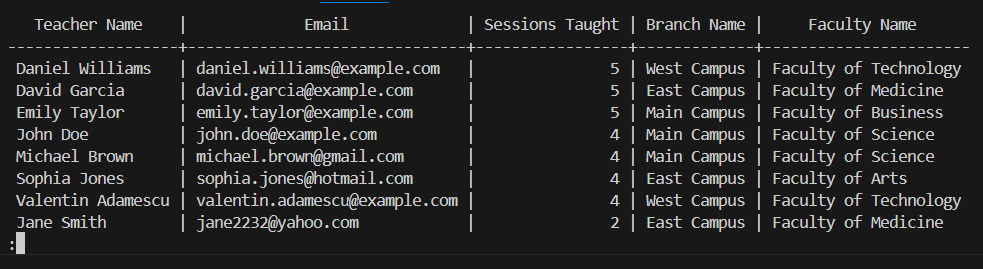 Teacher Name | Email | Sessions Taught | Branch Name | Faculty Name
-------------------+-----------------------------+-----------------+-------------+-----------------------
Daniel Williams | daniel.williams@example.com | 5 | West Campus | Faculty of Technology
David Garcia | david.garcia@example.com | 5 | East Campus | Faculty of Medicine
Emily Taylor | emily.taylor@example.com | 5 | Main Campus | Faculty of Business
John Doe | john.doe@example.com | 4 | Main Campus | Faculty of Science
Michael Brown | michael.brown@gmail.com | 4 | Main Campus | Faculty of Science
Sophia Jones | sophia.jones@hotmail.com | 4 | East Campus | Faculty of Arts
Valentin Adamescu | valentin.adamescu@example.com | 4 | West Campus | Faculty of Technology
Jane Smith | jane2232@yahoo.com | 2 | East Campus | Faculty of Medicine
: